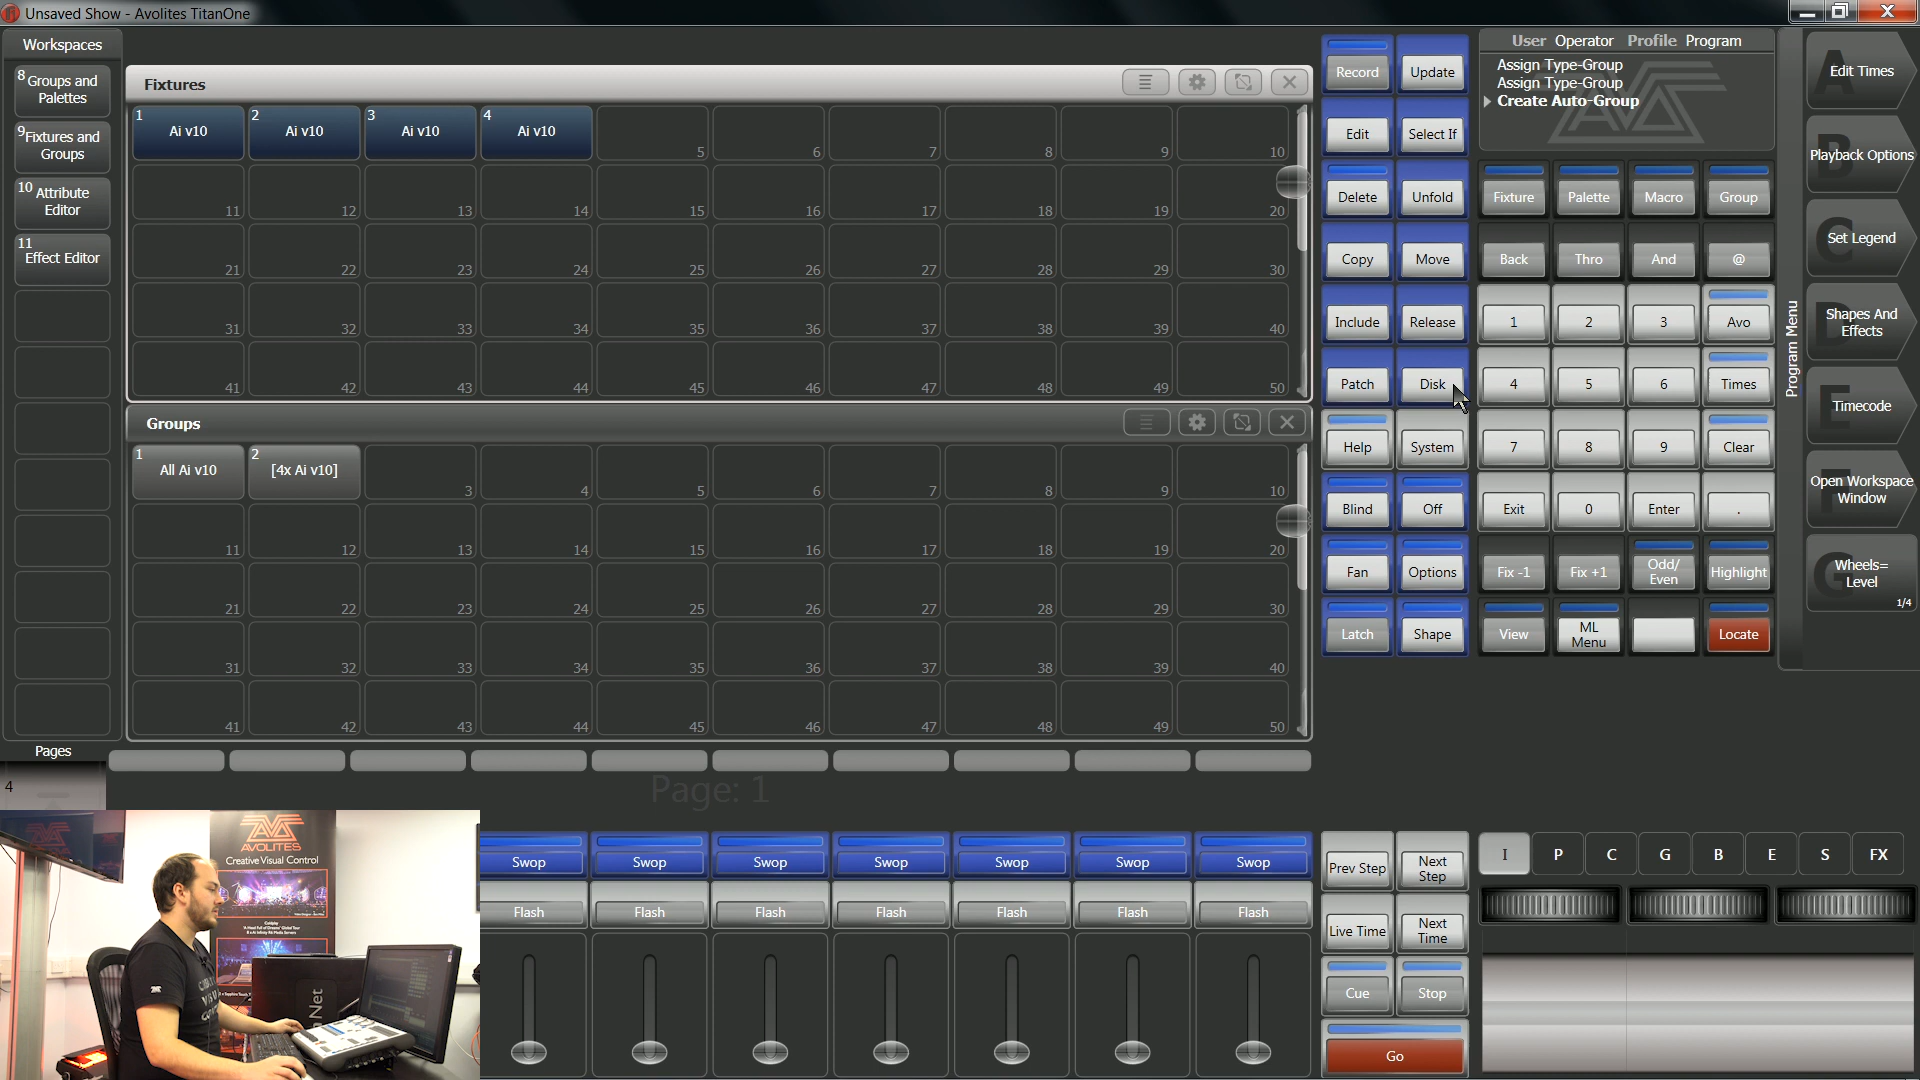 Unsaved Show - Avolites TitanOne
Workspaces
8 Groups and
Palettes
9 Fixtures and
Groups
10 Attribute
Editor
11
Effect Editor
Pages
4
Fixtures
1 Ai v10
2 Ai v10
3 Ai v10
4 Ai v10
5 6 7 8 9 10
11 12 13 14 15 16 17 18 19 20
21 22 23 24 25 26 27 28 29 30
31 32 33 34 35 36 37 38 39 40
41 42 43 44 45 46 47 48 49 50
Groups
1 All Ai v10
2 [4x Ai v10]
3 4 5 6 7 8 9 10
11 12 13 14 15 16 17 18 19 20
21 22 23 24 25 26 27 28 29 30
31 32 33 34 35 36 37 38 39 40
41 42 43 44 45 46 47 48 49 50
Page: 1
Swop Swop Swop Swop Swop Swop Swop
Flash Flash Flash Flash Flash Flash Flash
Record Update
Edit Select If
Delete Unfold
Copy Move
Include Release
Patch Disk
Help System
Blind Off
Fan Options
Latch Shape
Prev Step Next
Step
Live Time Next
Time
Cue Stop
Go
User Operator Profile Program
Assign Type-Group
Assign Type-Group
Create Auto-Group
Fixture Palette Macro Group
Back Thro And @
1 2 3 Avo
4 5 6 Times
7 8 9 Clear
Exit 0 Enter .
Fix -1 Fix +1 Odd/
Even Highlight
View ML
Menu Locate
Program Menu
A Edit Times
B Playback Options
C Set Legend
D Shapes And
Effects
E Timecode
F Open Workspace
Window
G Wheels=
Level
1/4
I P C G B E S FX
AVOLITES
Creative Visual Control
Net